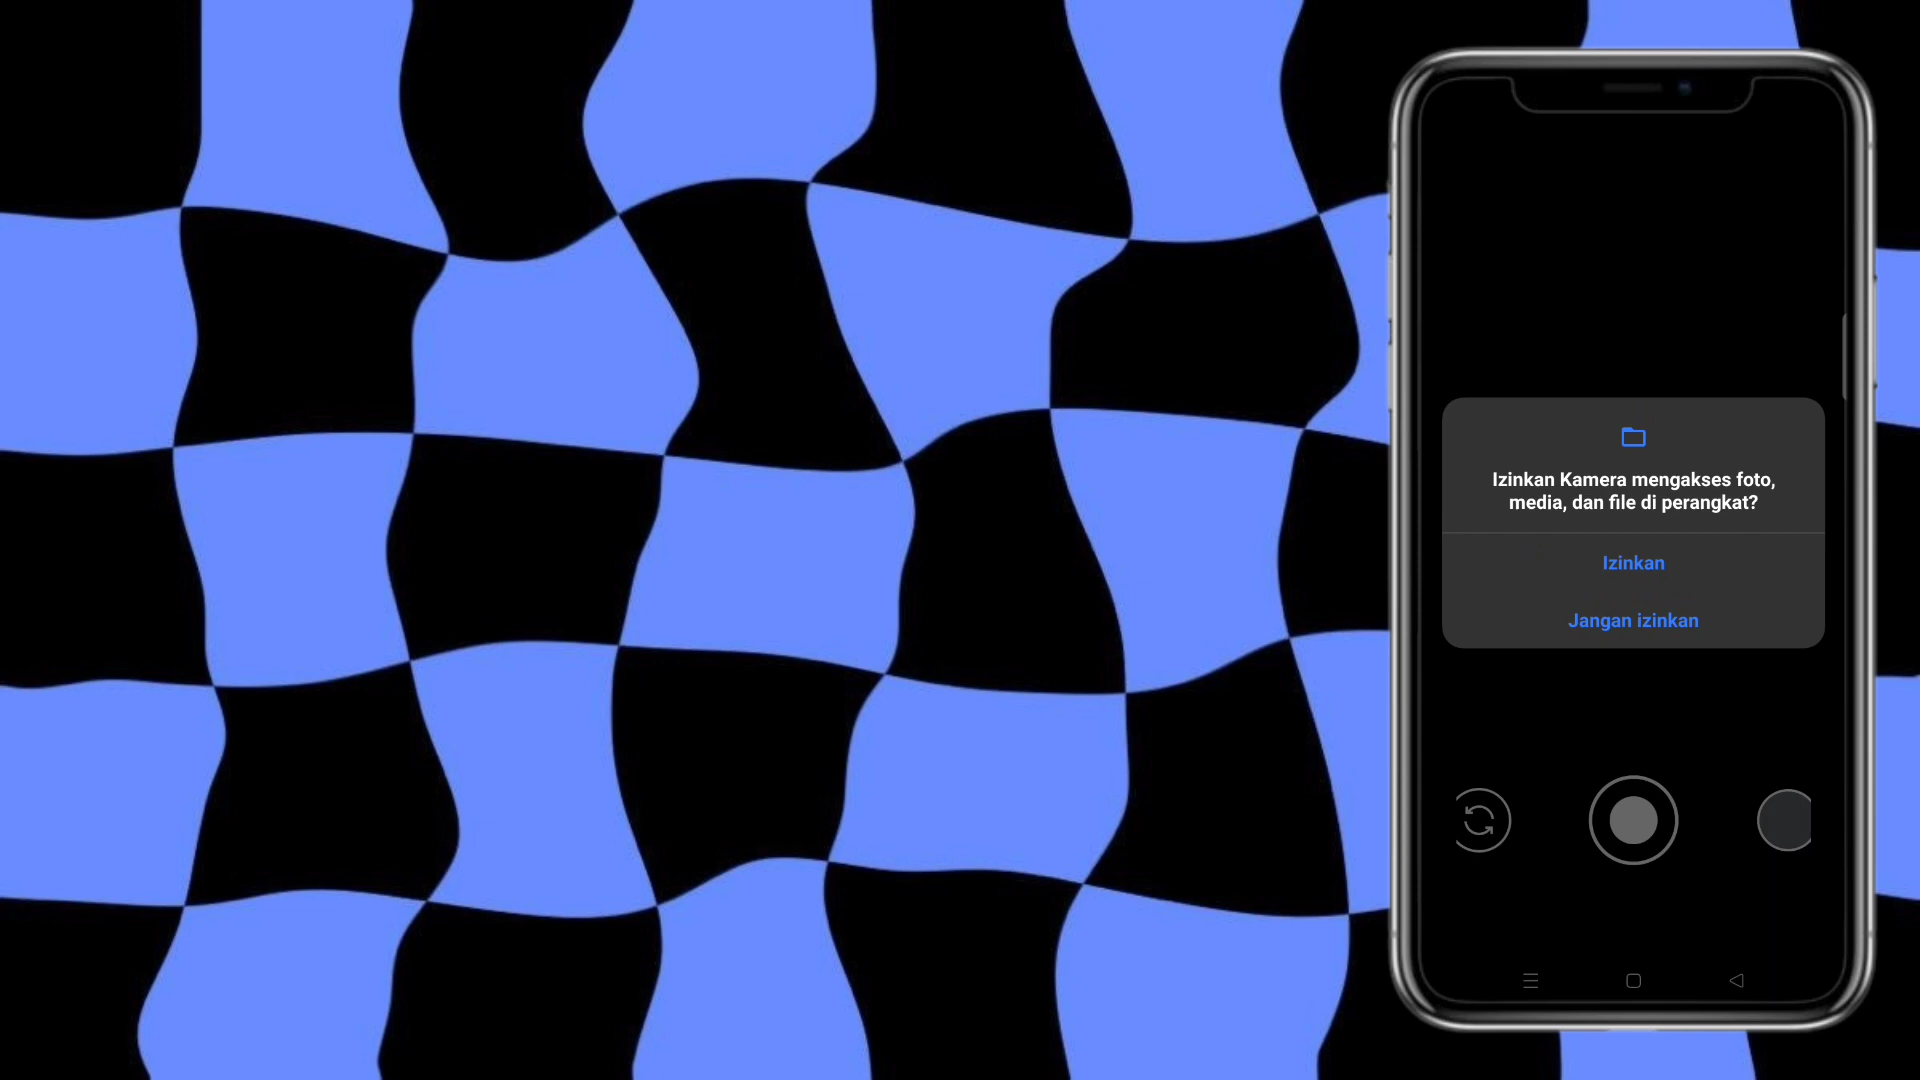 Izinkan Kamera mengakses foto,
media, dan file di perangkat?
Izinkan
Jangan izinkan